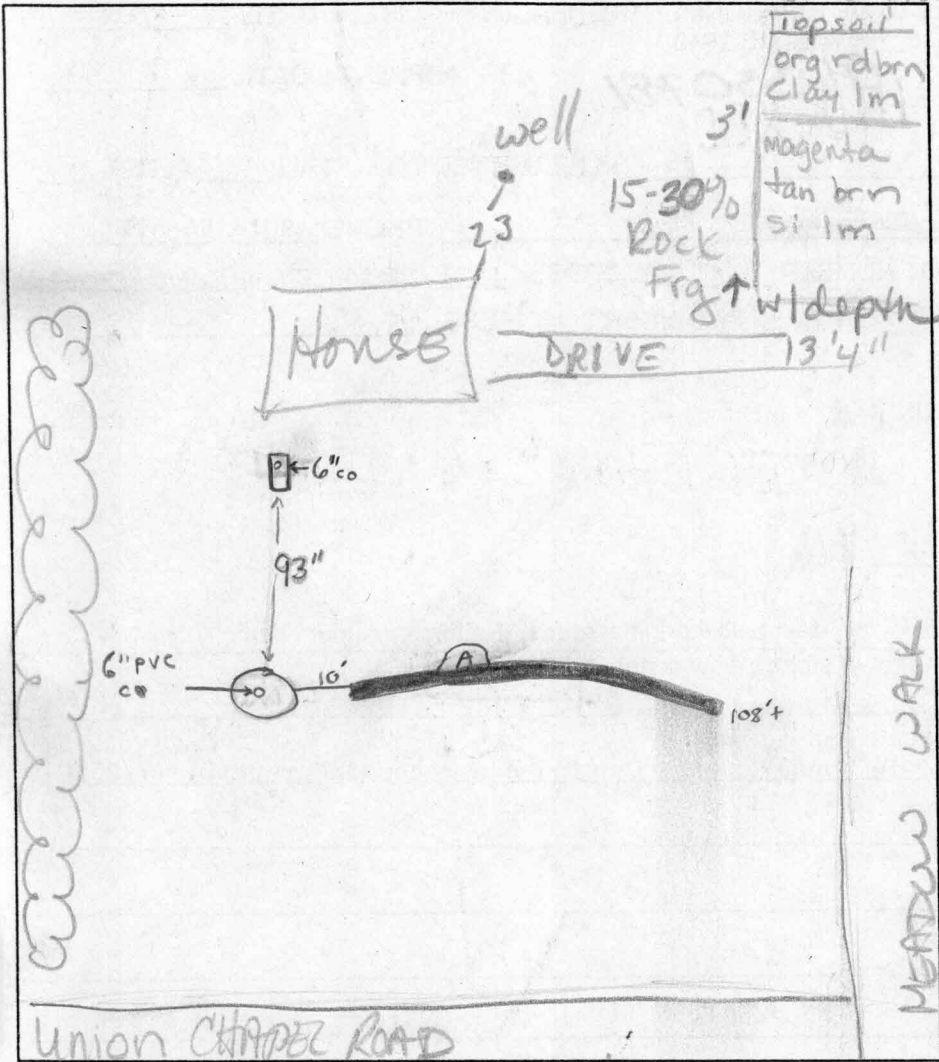 Topsoil
org rdbrn
Clay lm
3'
magenta
tan brn
si lm
15-30%
Rock
Frg ↑ w/depth
13'4"
well
23
HOUSE
DRIVE
←6"co
93"
6"PVC
co
10'
A
108'+
MEADOW WALK
Union CHAPEL ROAD